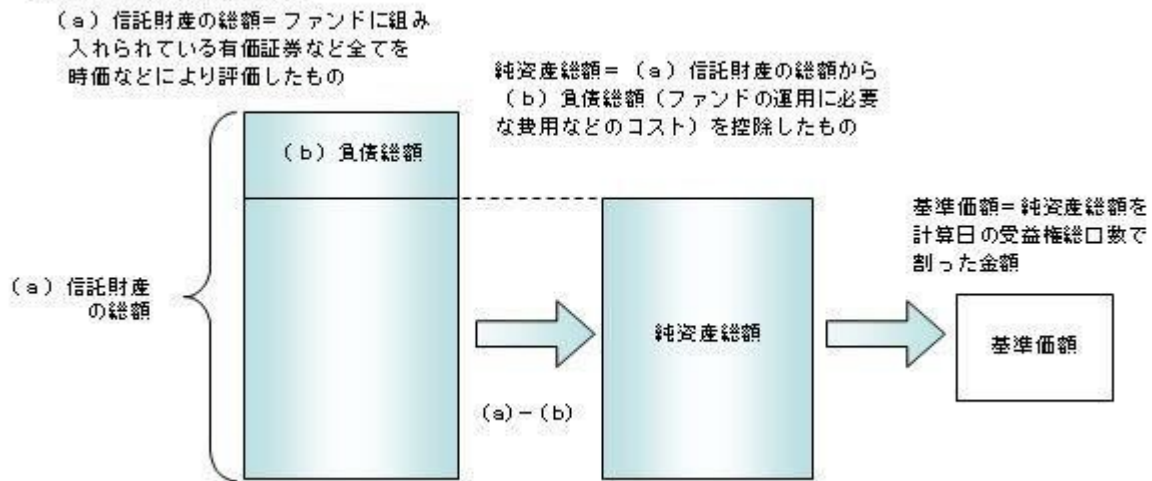 (a)信託財産の総額=ファンドに組み
入れられている有価証券など全てを
時価などにより評価したもの
純資産総額=(a)信託財産の総額から
(b)負債総額(ファンドの運用に必要
な費用などのコスト)を控除したもの
(b)負債総額
基準価額=純資産総額を
計算日の受益権総口数で
割った金額
(a)信託財産
の総額
純資産総額
基準価額
(a)-(b)